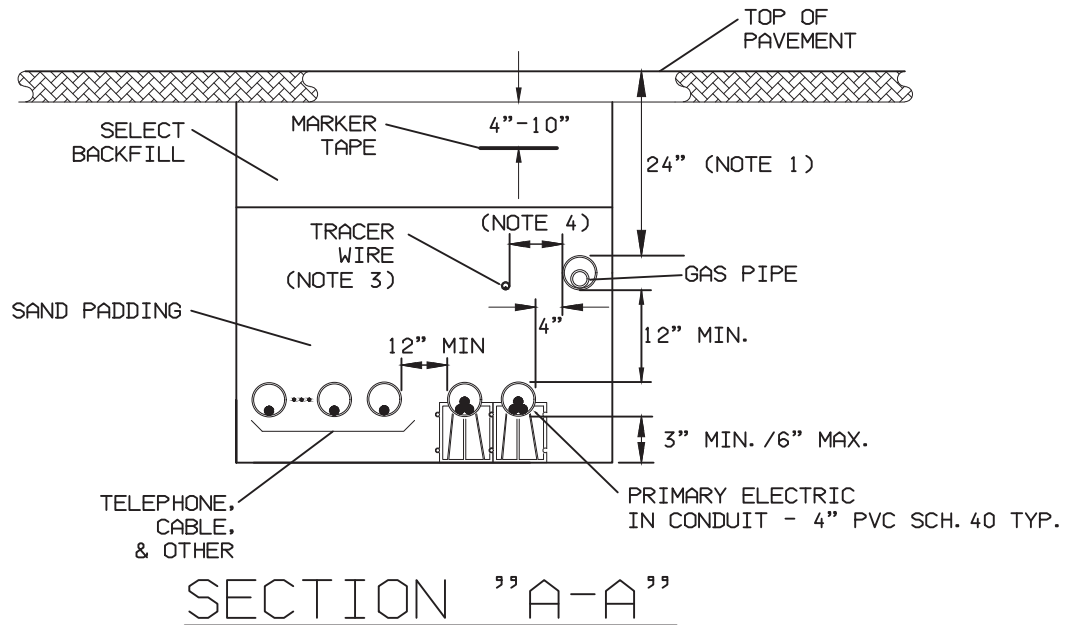 TOP OF
PAVEMENT
SELECT
BACKFILL
MARKER
TAPE
4"-10"
24" (NOTE 1)
(NOTE 4)
TRACER
WIRE
(NOTE 3)
GAS PIPE
SAND PADDING
4"
12" MIN.
12" MIN
3" MIN./6" MAX.
TELEPHONE,
CABLE,
& OTHER
PRIMARY ELECTRIC
IN CONDUIT - 4" PVC SCH. 40 TYP.
SECTION "A-A"